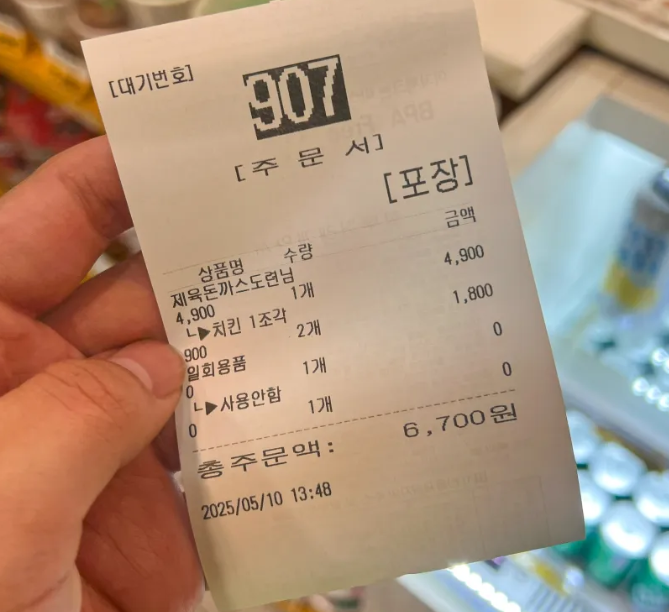 [대기번호] 907
[주 문 서]
[포장]
상품명 수량 금액
제육돈까스도련님
4,900 1개 4,900
ㄴ▶치킨 1조각
900 2개 1,800
일회용품
0 1개 0
ㄴ▶사용안함
0 1개 0
총주문액: 6,700원
2025/05/10 13:48